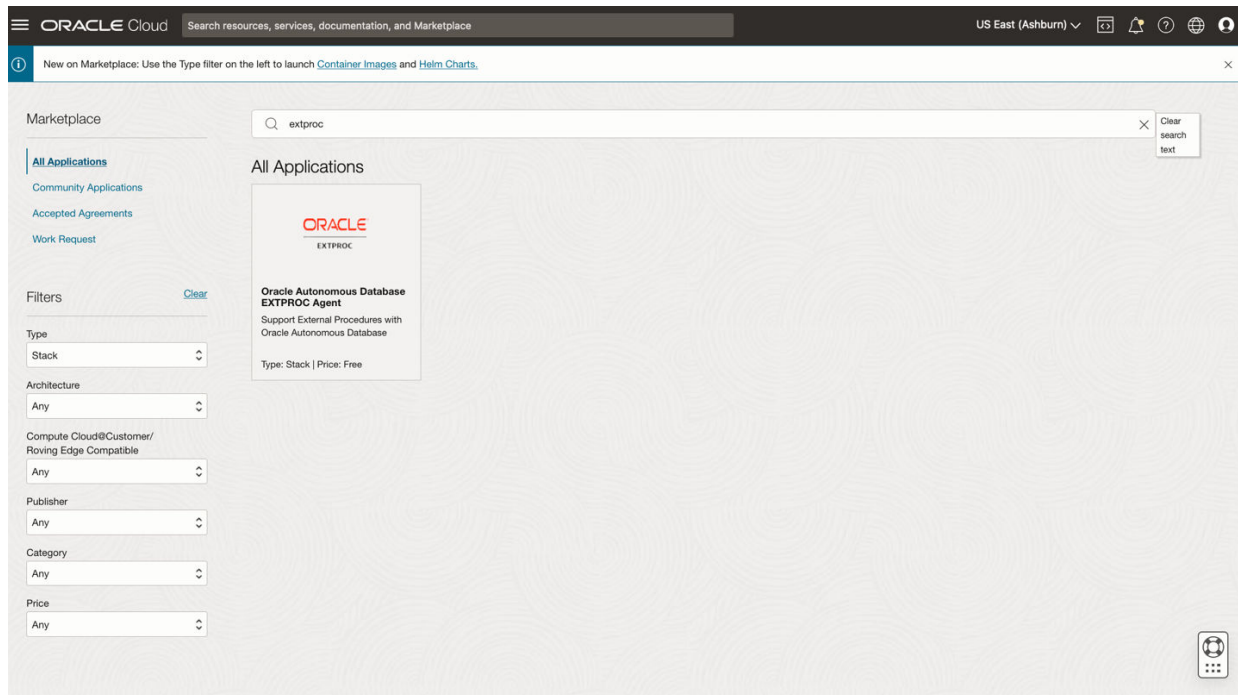 ORACLE Cloud
Search resources, services, documentation, and Marketplace
US East (Ashburn)
New on Marketplace: Use the Type filter on the left to launch Container Images and Helm Charts.
Marketplace
All Applications
Community Applications
Accepted Agreements
Work Request
Filters
Clear
Type
Stack
Architecture
Any
Compute Cloud@Customer/
Roving Edge Compatible
Any
Publisher
Any
Category
Any
Price
Any
extproc
Clear
search
text
All Applications
ORACLE
EXTPROC
Oracle Autonomous Database
EXTPROC Agent
Support External Procedures with
Oracle Autonomous Database
Type: Stack | Price: Free